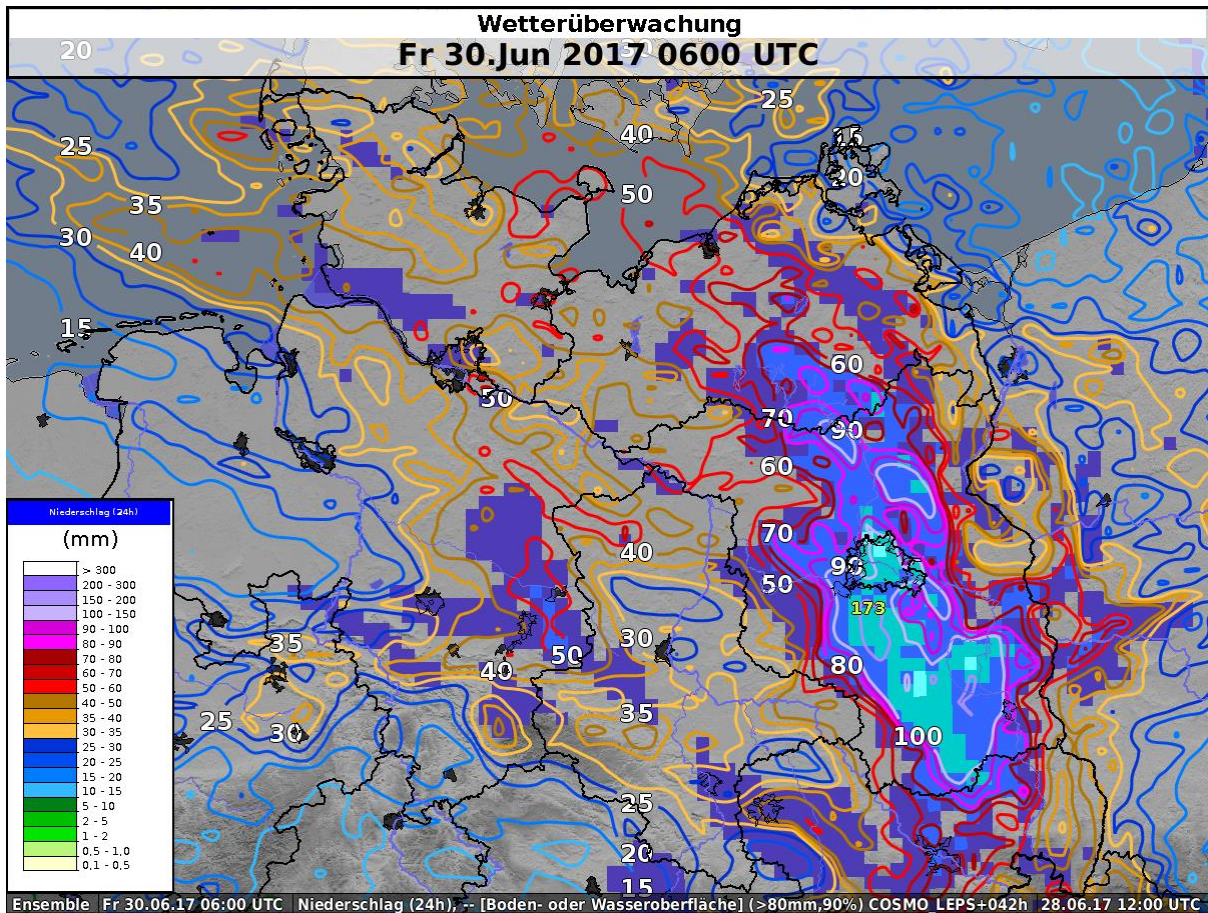 Wetterüberwachung
Fr 30.Jun 2017 0600 UTC
20
30
25
25
40
15
20
50
35
30
40
15
60
50
70
90
60
70
40
90
50
173
30
35
50
40
80
35
25
30
100
25
20
15
Niederschlag (24h)
(mm)
> 300
200 - 300
150 - 200
100 - 150
90 - 100
80 - 90
70 - 80
60 - 70
50 - 60
40 - 50
35 - 40
30 - 35
25 - 30
20 - 25
15 - 20
10 - 15
5 - 10
2 - 5
1 - 2
0,5 - 1,0
0,1 - 0,5
Ensemble Fr 30.06.17 06:00 UTC Niederschlag (24h), -- [Boden- oder Wasseroberfläche] (>80mm,90%) COSMO_LEPS+042h 28.06.17 12:00 UTC